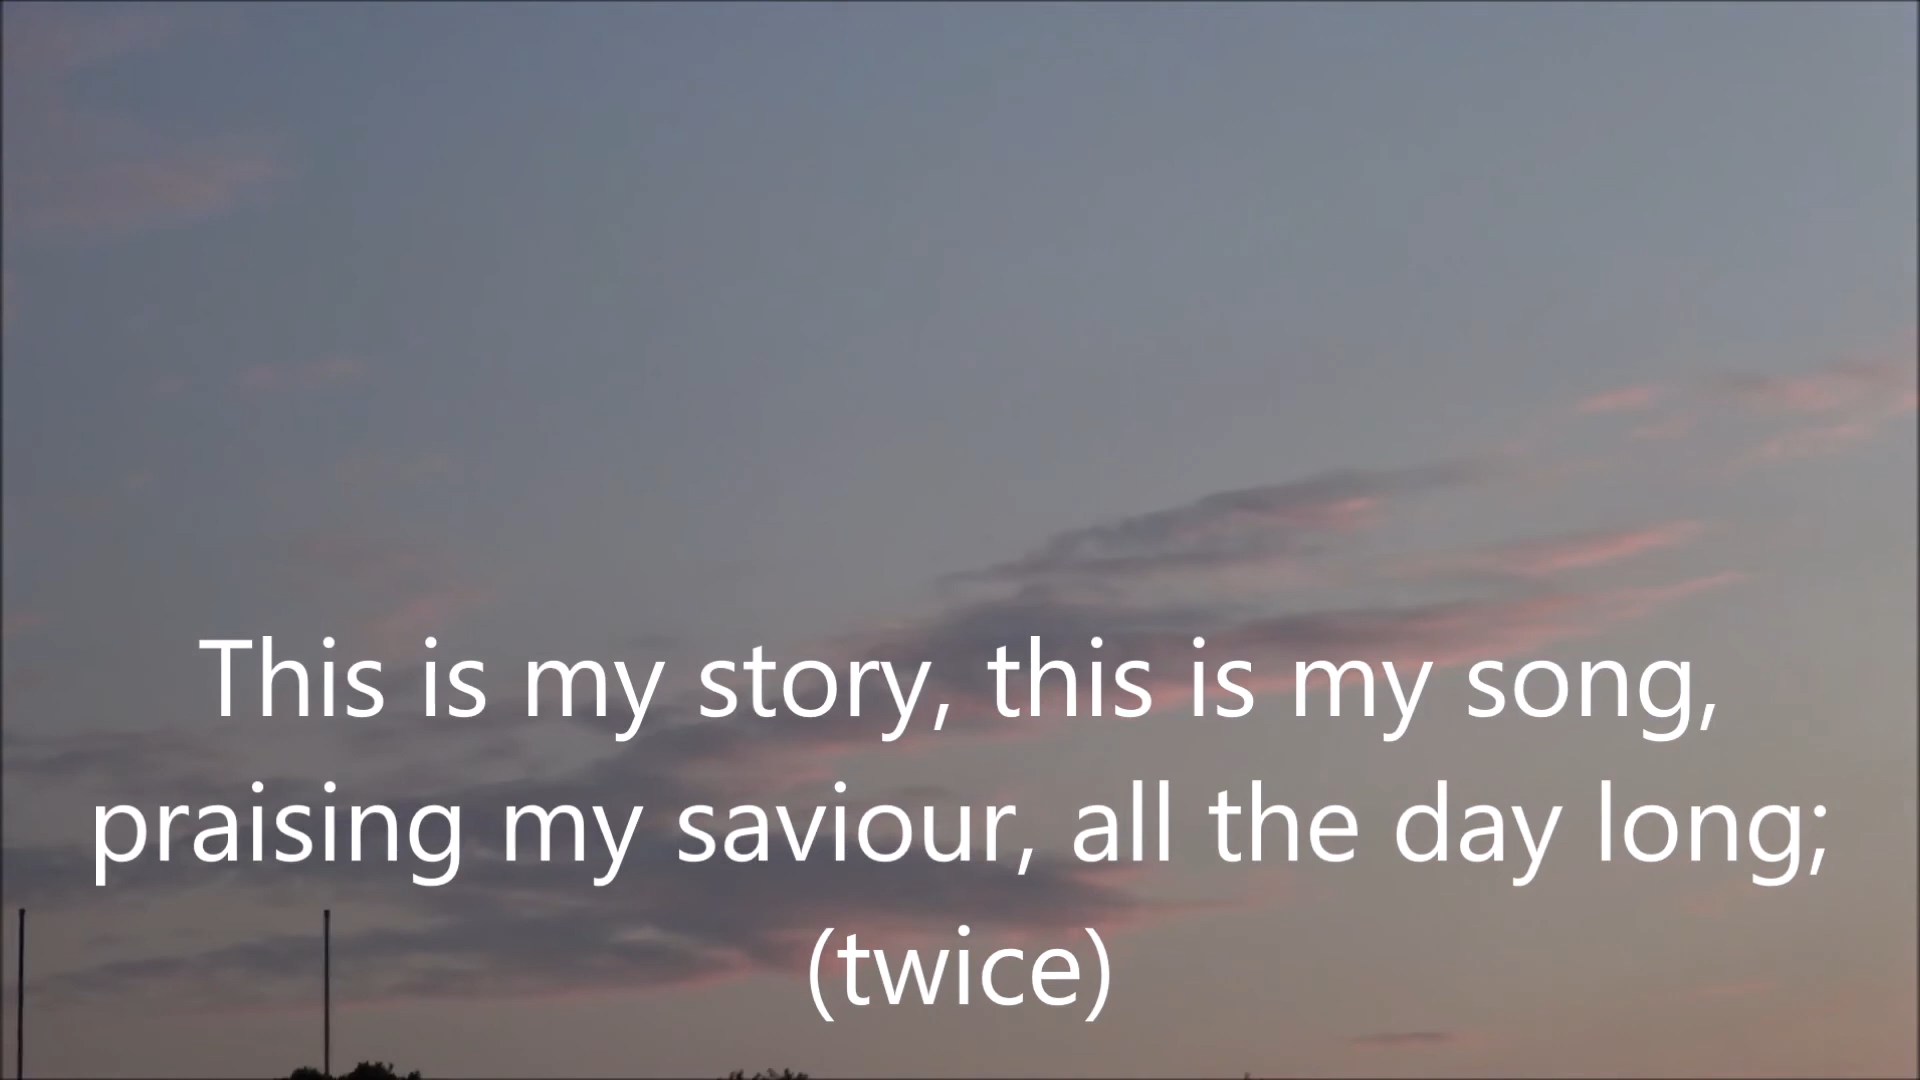 This is my story, this is my song,
praising my saviour, all the day long;
(twice)